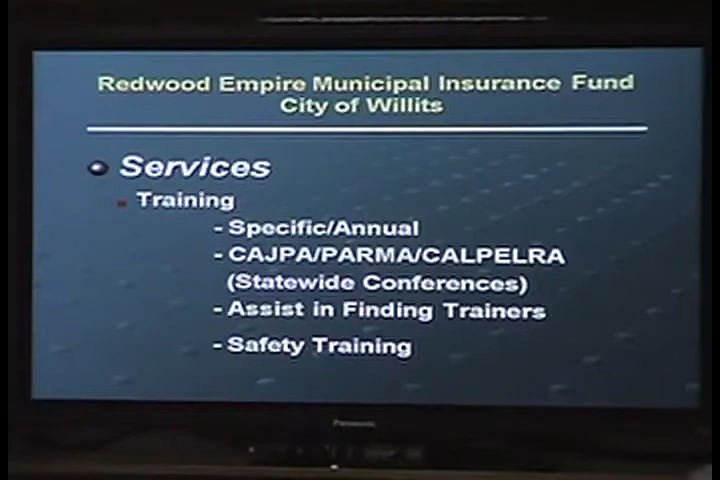 Redwood Empire Municipal Insurance Fund
City of Willits
Services
Training
- Specific/Annual
- CAJPA/PARMA/CALPELRA
(Statewide Conferences)
- Assist in Finding Trainers
- Safety Training
Panasonic